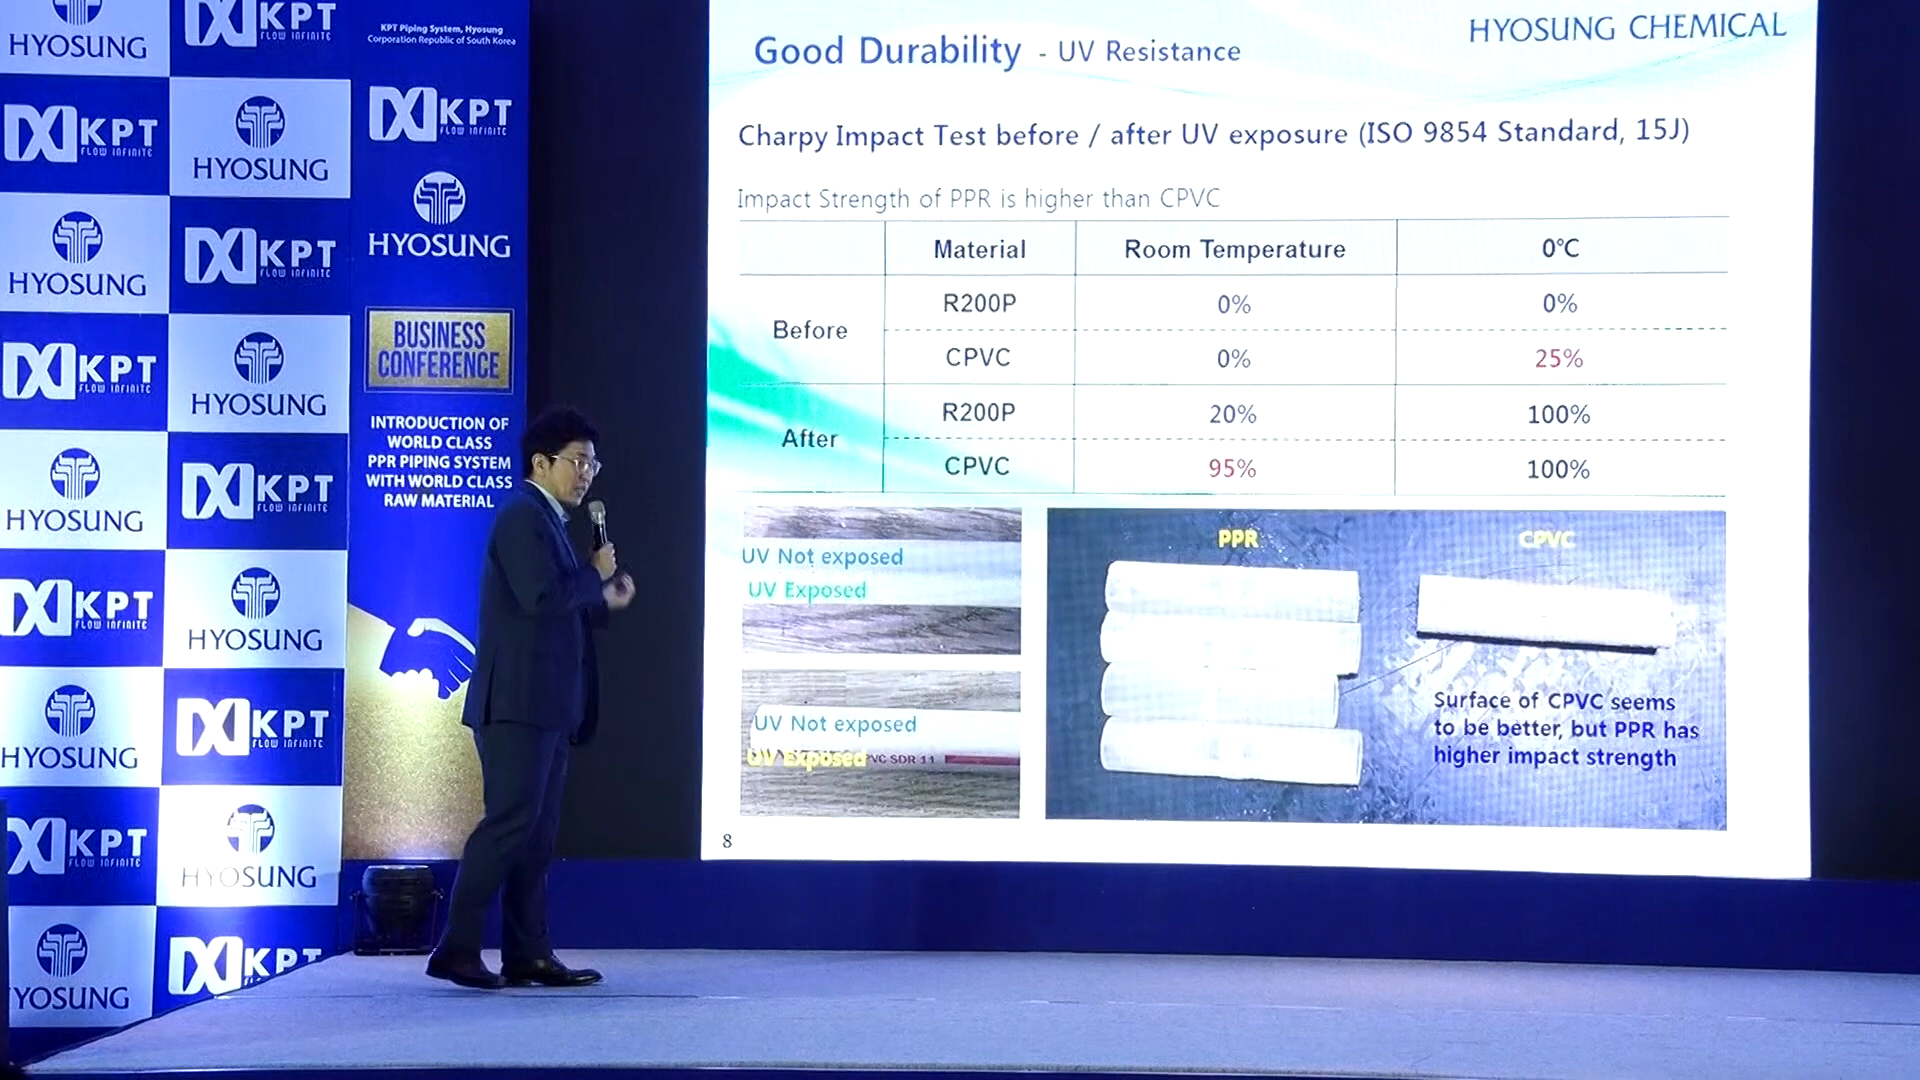 HYOSUNG
KPT
FLOW INFINITE
KPT
FLOW INFINITE
HYOSUNG
HYOSUNG
KPT
FLOW INFINITE
KPT
FLOW INFINITE
HYOSUNG
HYOSUNG
KPT
FLOW INFINITE
KPT
FLOW INFINITE
HYOSUNG
HYOSUNG
KPT
FLOW INFINITE
KPT
FLOW INFINITE
HYOSUNG
YOSUNG
KPT
KPT Piping System, Hyosung
Corporation Republic of South Korea
KPT
FLOW INFINITE
HYOSUNG
BUSINESS
CONFERENCE
INTRODUCTION OF
WORLD CLASS
PPR PIPING SYSTEM
WITH WORLD CLASS
RAW MATERIAL
HYOSUNG CHEMICAL
Good Durability - UV Resistance
Charpy Impact Test before / after UV exposure (ISO 9854 Standard, 15J)
Impact Strength of PPR is higher than CPVC
Material Room Temperature 0℃
Before R200P 0% 0%
CPVC 0% 25%
After R200P 20% 100%
CPVC 95% 100%
UV Not exposed
UV Exposed
UV Not exposed
UV Exposed PVC SDR 11
PPR CPVC
Surface of CPVC seems
to be better, but PPR has
higher impact strength
8